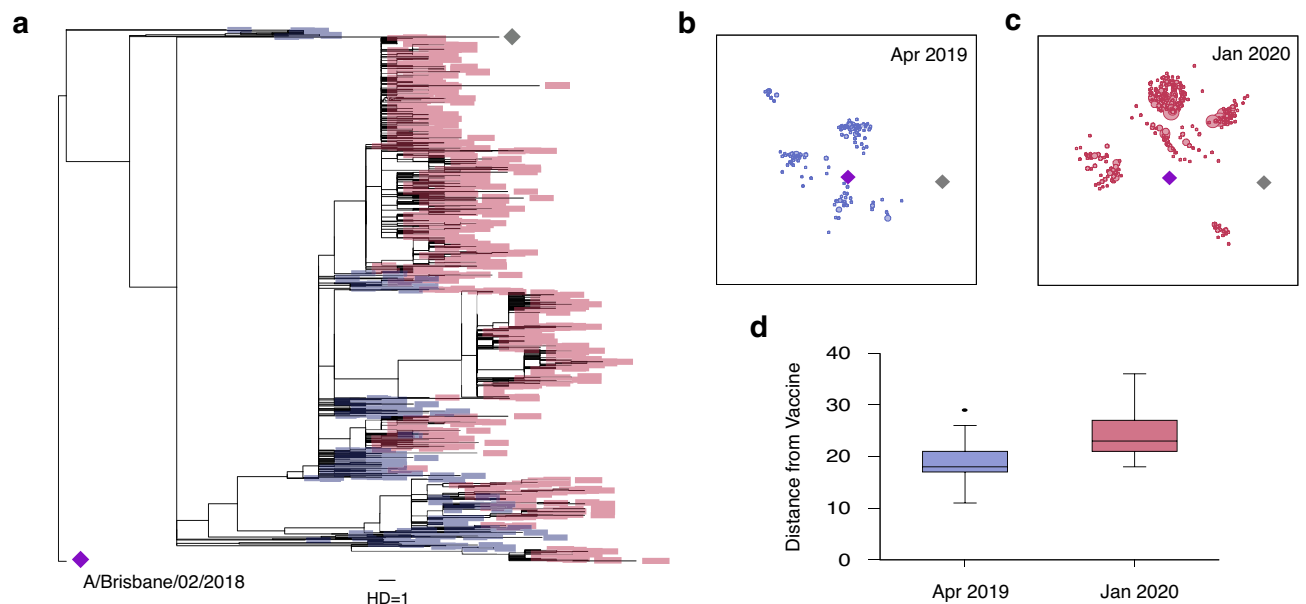 a
A/Brisbane/02/2018
HD=1
b
Apr 2019
c
Jan 2020
d
Distance from Vaccine
40
30
20
10
0
Apr 2019
Jan 2020